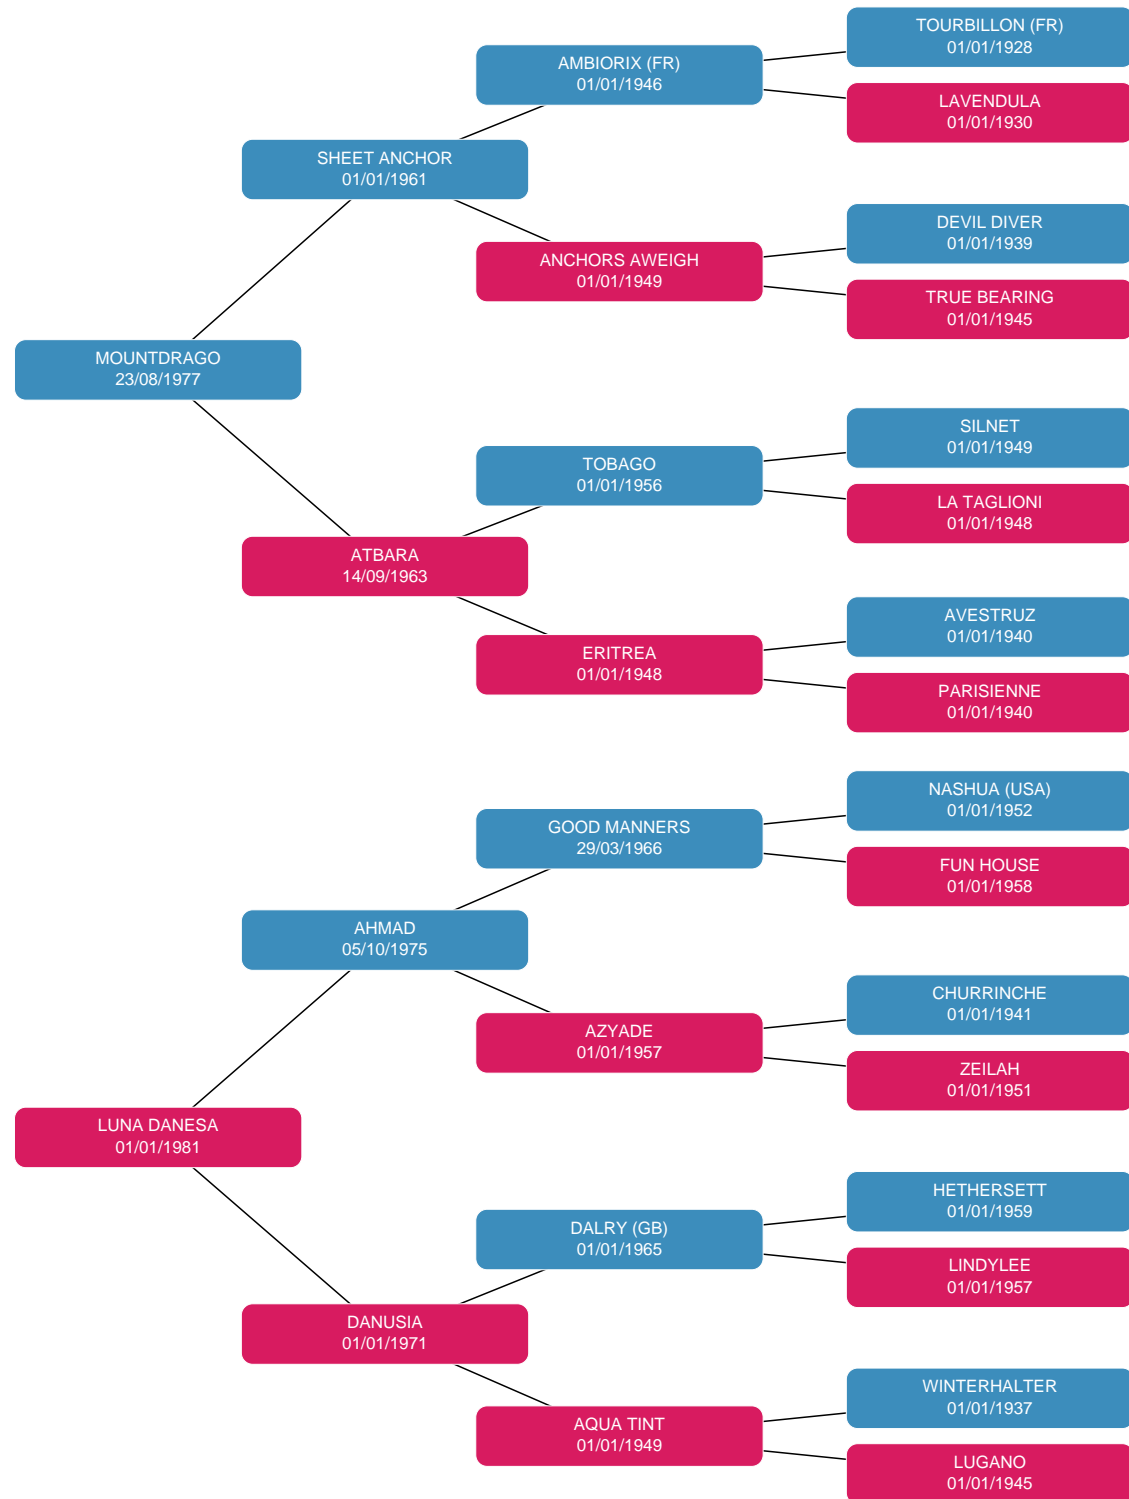 TOURBILLON (FR)
01/01/1928
AMBIORIX (FR)
01/01/1946
LAVENDULA
01/01/1930
SHEET ANCHOR
01/01/1961
DEVIL DIVER
01/01/1939
ANCHORS AWEIGH
01/01/1949
TRUE BEARING
01/01/1945
MOUNTDRAGO
23/08/1977
SILNET
01/01/1949
TOBAGO
01/01/1956
LA TAGLIONI
01/01/1948
ATBARA
14/09/1963
AVESTRUZ
01/01/1940
ERITREA
01/01/1948
PARISIENNE
01/01/1940
NASHUA (USA)
01/01/1952
GOOD MANNERS
29/03/1966
FUN HOUSE
01/01/1958
AHMAD
05/10/1975
CHURRINCHE
01/01/1941
AZYADE
01/01/1957
ZEILAH
01/01/1951
LUNA DANESA
01/01/1981
HETHERSETT
01/01/1959
DALRY (GB)
01/01/1965
LINDYLEE
01/01/1957
DANUSIA
01/01/1971
WINTERHALTER
01/01/1937
AQUA TINT
01/01/1949
LUGANO
01/01/1945